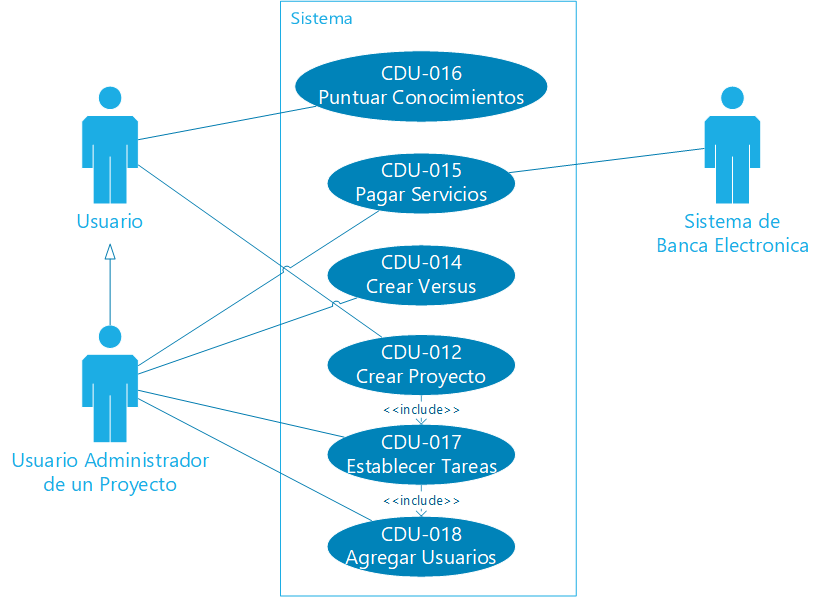 Sistema
CDU-016
Puntuar Conocimientos
CDU-015
Pagar Servicios
Usuario
Sistema de
Banca Electronica
CDU-014
Crear Versus
CDU-012
Crear Proyecto
<<include>>
CDU-017
Establecer Tareas
Usuario Administrador
de un Proyecto
<<include>>
CDU-018
Agregar Usuarios